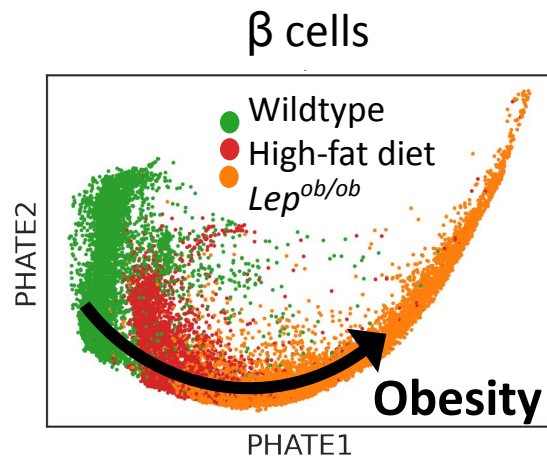 β cells
Wildtype
High-fat diet
Lep^ob/ob
Obesity
PHATE2
PHATE1